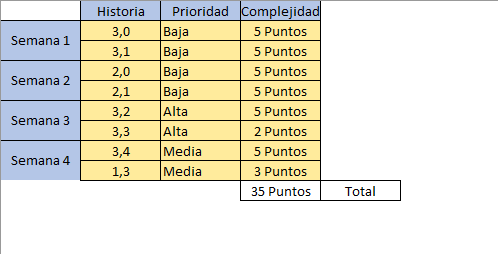 Historia Prioridad Complejidad
Semana 1 3,0 Baja 5 Puntos
3,1 Baja 5 Puntos
Semana 2 2,0 Baja 5 Puntos
2,1 Baja 5 Puntos
Semana 3 3,2 Alta 5 Puntos
3,3 Alta 2 Puntos
Semana 4 3,4 Media 5 Puntos
1,3 Media 3 Puntos
35 Puntos Total